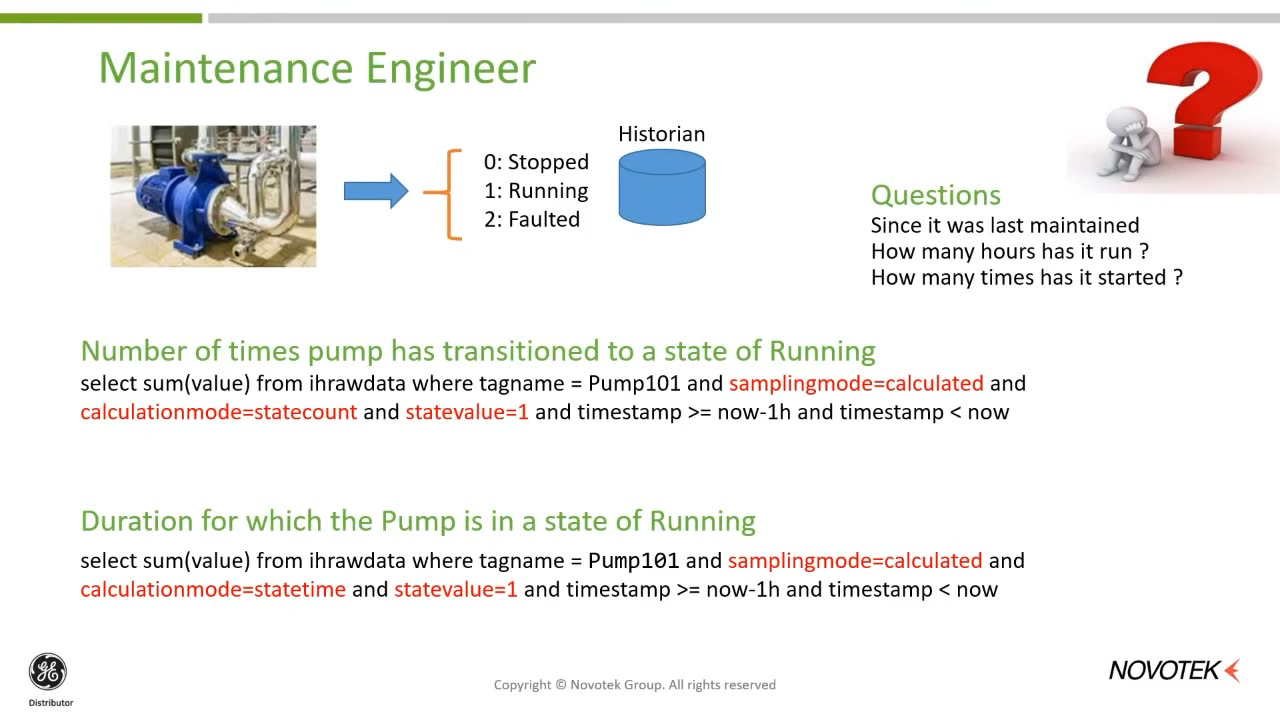 Maintenance Engineer
Historian
0: Stopped
1: Running
2: Faulted
Questions
Since it was last maintained
How many hours has it run ?
How many times has it started ?
Number of times pump has transitioned to a state of Running
select sum(value) from ihrawdata where tagname = Pump101 and samplingmode=calculated and
calculationmode=statecount and statevalue=1 and timestamp >= now-1h and timestamp < now
Duration for which the Pump is in a state of Running
select sum(value) from ihrawdata where tagname = Pump101 and samplingmode=calculated and
calculationmode=statetime and statevalue=1 and timestamp >= now-1h and timestamp < now
GE
Distributor
Copyright © Novotek Group. All rights reserved
NOVOTEK